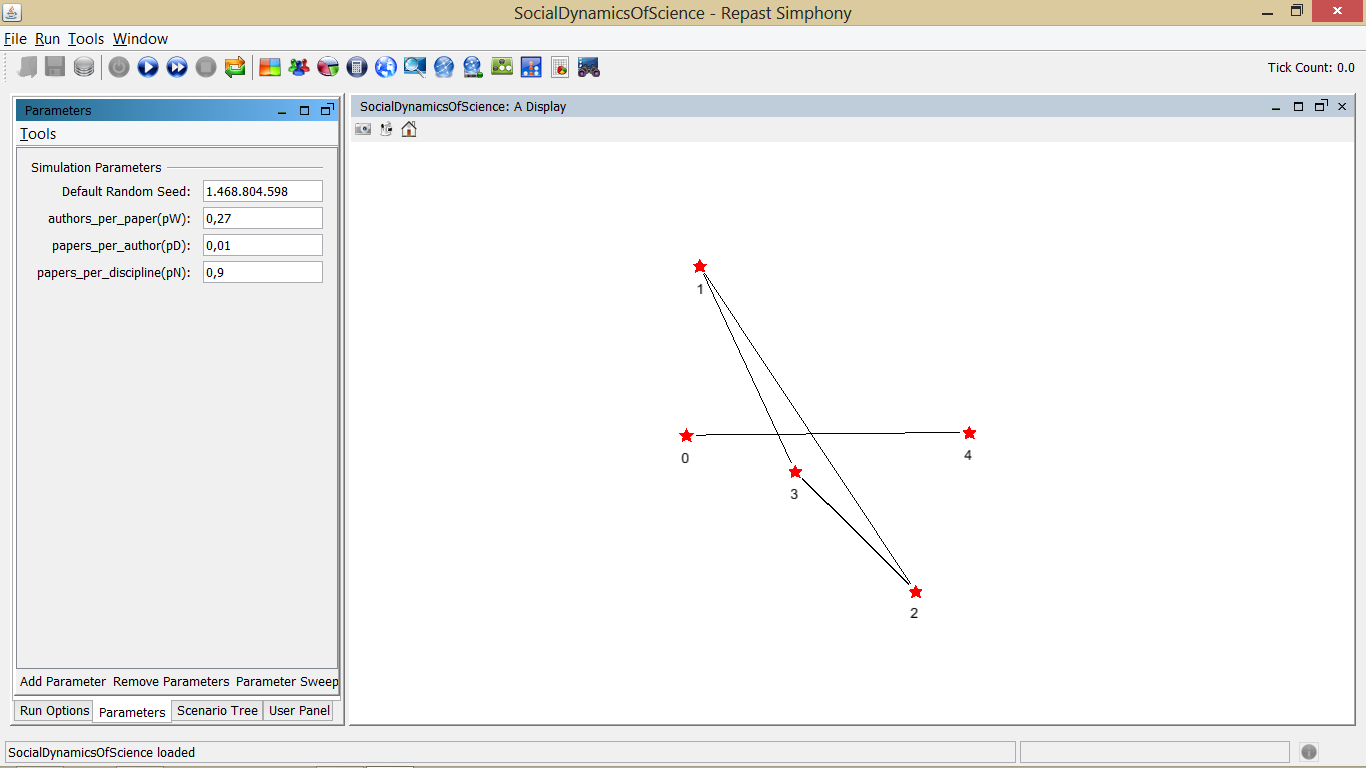 SocialDynamicsOfScience - Repast Simphony
File Run Tools Window
Tick Count: 0.0
Parameters
Tools
Simulation Parameters
Default Random Seed: 1.468.804.598
authors_per_paper(pW): 0,27
papers_per_author(pD): 0,01
papers_per_discipline(pN): 0,9
Add Parameter Remove Parameters Parameter Sweep
Run Options Parameters Scenario Tree User Panel
SocialDynamicsOfScience: A Display
1
0
4
3
2
SocialDynamicsOfScience loaded